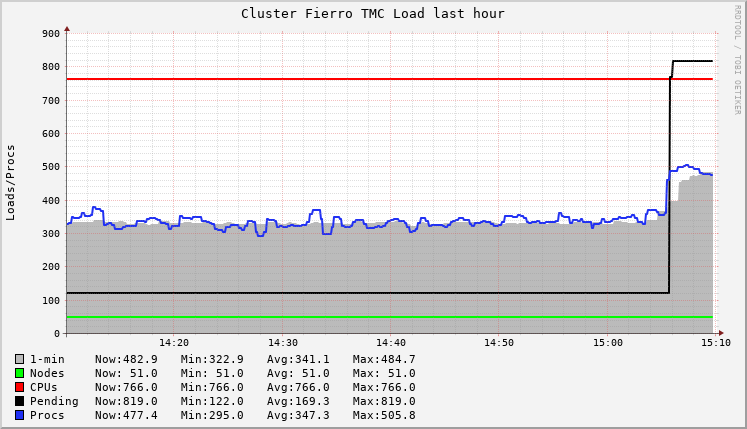 Cluster Fierro TMC Load last hour
RRDTOOL / TOBI OETIKER
Loads/Procs
900
800
700
600
500
400
300
200
100
0
14:20 14:30 14:40 14:50 15:00 15:10
1-min Now:482.9 Min:322.9 Avg:341.1 Max:484.7
Nodes Now: 51.0 Min: 51.0 Avg: 51.0 Max: 51.0
CPUs Now:766.0 Min:766.0 Avg:766.0 Max:766.0
Pending Now:819.0 Min:122.0 Avg:169.3 Max:819.0
Procs Now:477.4 Min:295.0 Avg:347.3 Max:505.8